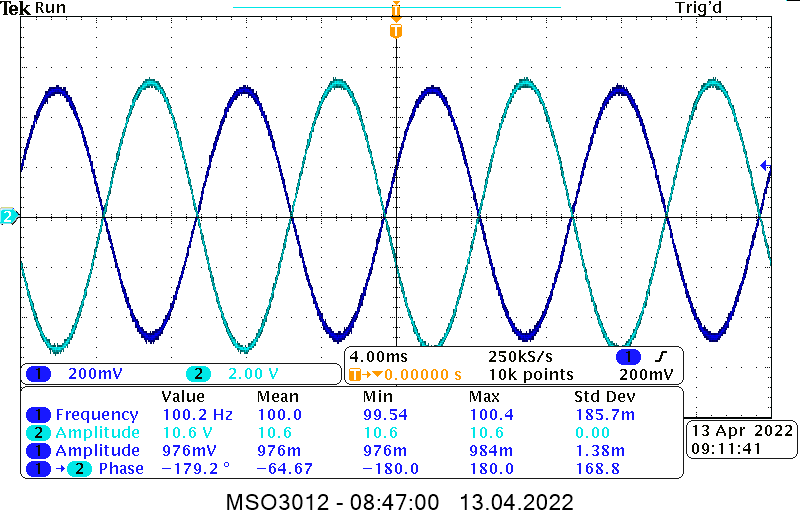 Tek Run Trig'd
T
T
2
1 200mV 2 2.00 V
4.00ms 250kS/s 1
T→▼0.00000 s 10k points 200mV
Value Mean Min Max Std Dev
1 Frequency 100.2 Hz 100.0 99.54 100.4 185.7m
2 Amplitude 10.6 V 10.6 10.6 10.6 0.00
1 Amplitude 976mV 976m 976m 984m 1.38m
1 → 2 Phase −179.2 ° −64.67 −180.0 180.0 168.8
13 Apr 2022
09:11:41
MSO3012 - 08:47:00 13.04.2022